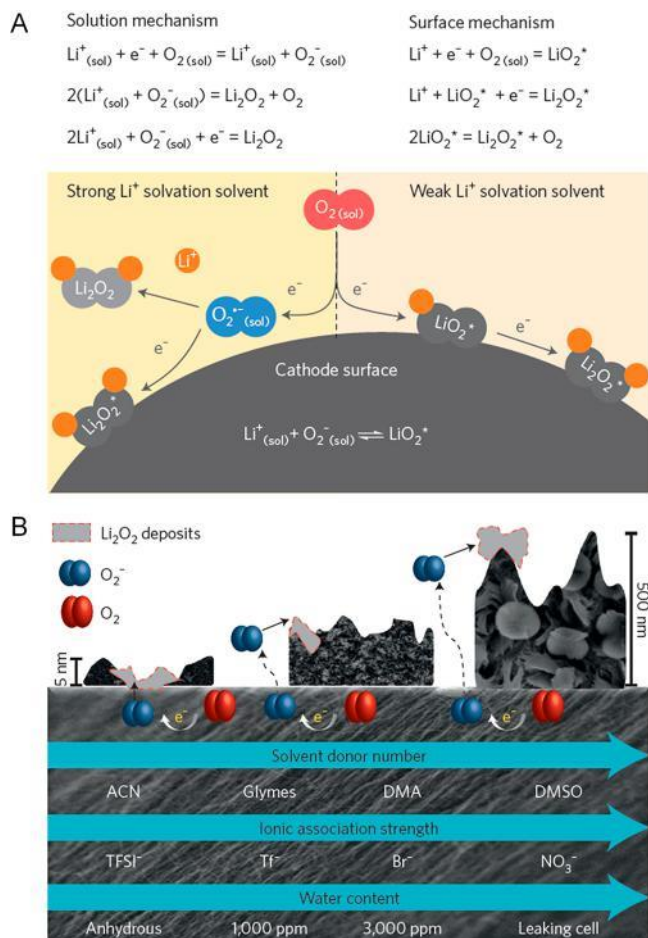 A
Solution mechanism
Li⁺(sol) + e⁻ + O₂(sol) = Li⁺(sol) + O₂⁻(sol)
2(Li⁺(sol) + O₂⁻(sol)) = Li₂O₂ + O₂
2Li⁺(sol) + O₂⁻(sol) + e⁻ = Li₂O₂
Surface mechanism
Li⁺ + e⁻ + O₂(sol) = LiO₂*
Li⁺ + LiO₂* + e⁻ = Li₂O₂*
2LiO₂* = Li₂O₂* + O₂
Strong Li⁺ solvation solvent
Weak Li⁺ solvation solvent
O₂(sol)
Li⁺
Li₂O₂
e⁻
e⁻
O₂•⁻(sol)
LiO₂*
e⁻
e⁻
Li₂O₂*
Li₂O₂*
Cathode surface
Li⁺(sol) + O₂⁻(sol) ⇌ LiO₂*
B
Li₂O₂ deposits
O₂⁻
O₂
5 nm
500 nm
e⁻
e⁻
e⁻
Solvent donor number
ACN Glymes DMA DMSO
Ionic association strength
TFSI⁻ Tf⁻ Br⁻ NO₃⁻
Water content
Anhydrous 1,000 ppm 3,000 ppm Leaking cell